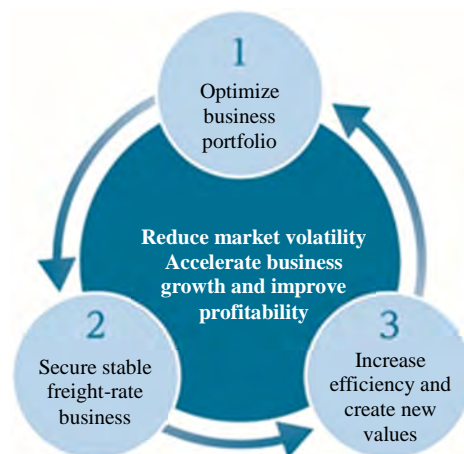 1
Optimize
business
portfolio
Reduce market volatility
Accelerate business
growth and improve
profitability
2
Secure stable
freight-rate
business
3
Increase
efficiency and
create new
values